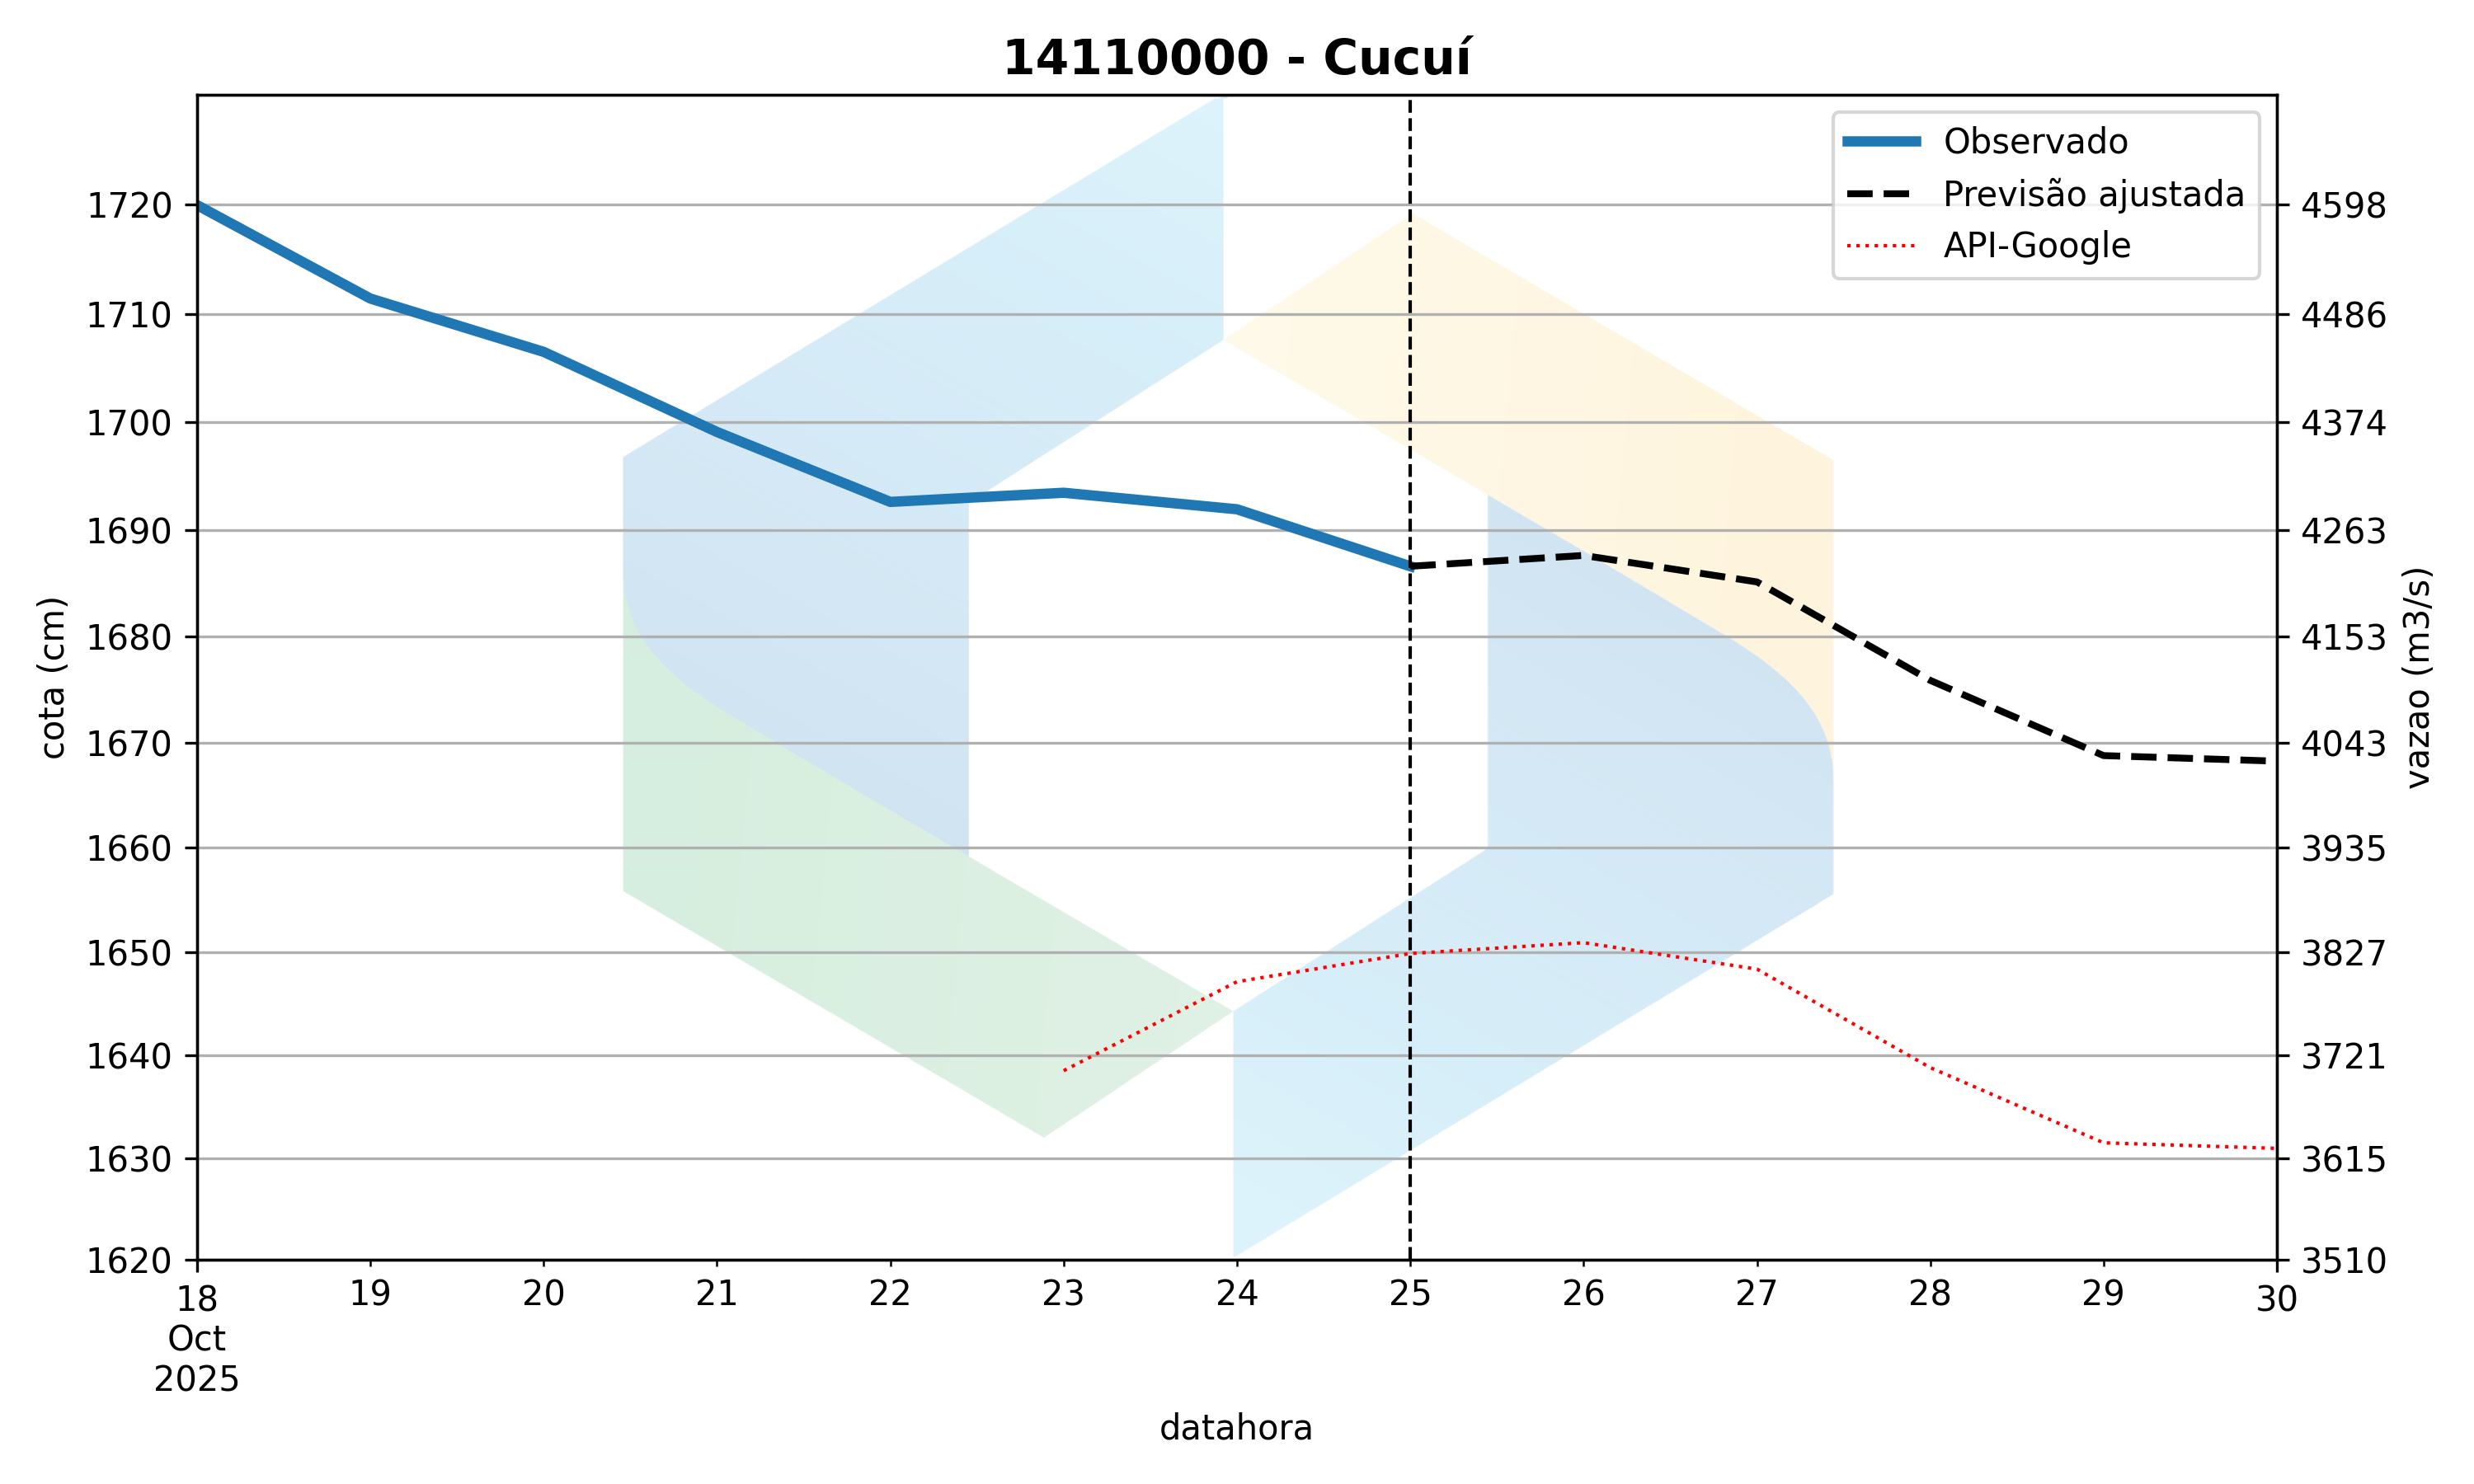 14110000 - Cucuí
Observado
Previsão ajustada
API-Google
1720
1710
1700
1690
1680
1670
1660
1650
1640
1630
1620
cota (cm)
4598
4486
4374
4263
4153
4043
3935
3827
3721
3615
3510
vazao (m3/s)
18 19 20 21 22 23 24 25 26 27 28 29 30
Oct
2025
datahora